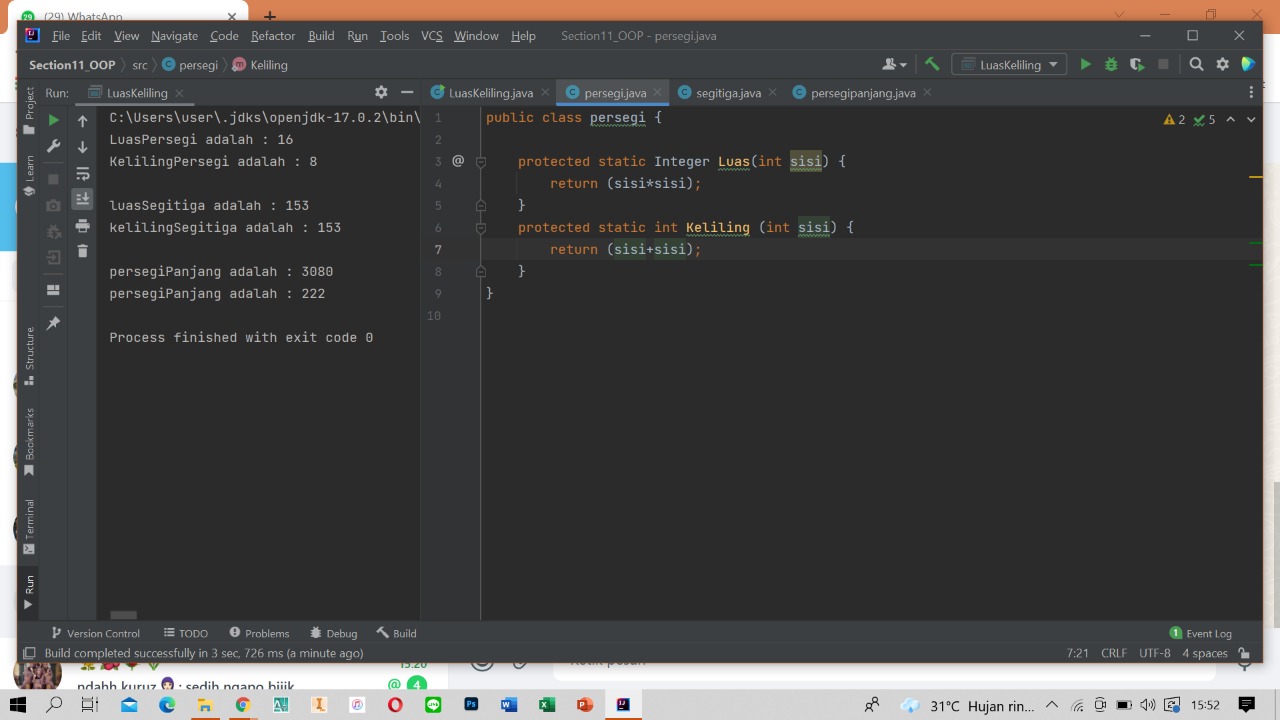 (29) WhatsApp
File Edit View Navigate Code Refactor Build Run Tools VCS Window Help Section11_OOP - persegi.java
Section11_OOP src persegi Keliling LuasKeliling
Project
Learn
Structure
Bookmarks
Terminal
Run
Run: LuasKeliling
C:\Users\user\.jdks\openjdk-17.0.2\bin\
LuasPersegi adalah : 16
KelilingPersegi adalah : 8
luasSegitiga adalah : 153
kelilingSegitiga adalah : 153
persegiPanjang adalah : 3080
persegiPanjang adalah : 222
Process finished with exit code 0
LuasKeliling.java persegi.java segitiga.java persegipanjang.java
2 5
1 public class persegi {
2
3 @ protected static Integer Luas(int sisi) {
4 return (sisi*sisi);
5 }
6 protected static int Keliling (int sisi) {
7 return (sisi+sisi);
8 }
9 }
10
Version Control TODO Problems Debug Build 1 Event Log
Build completed successfully in 3 sec, 726 ms (a minute ago) 7:21 CRLF UTF-8 4 spaces
15:20
ndahh kuruz : sedih ngapo bijik @ 4
31°C Hujan rin... 15:52